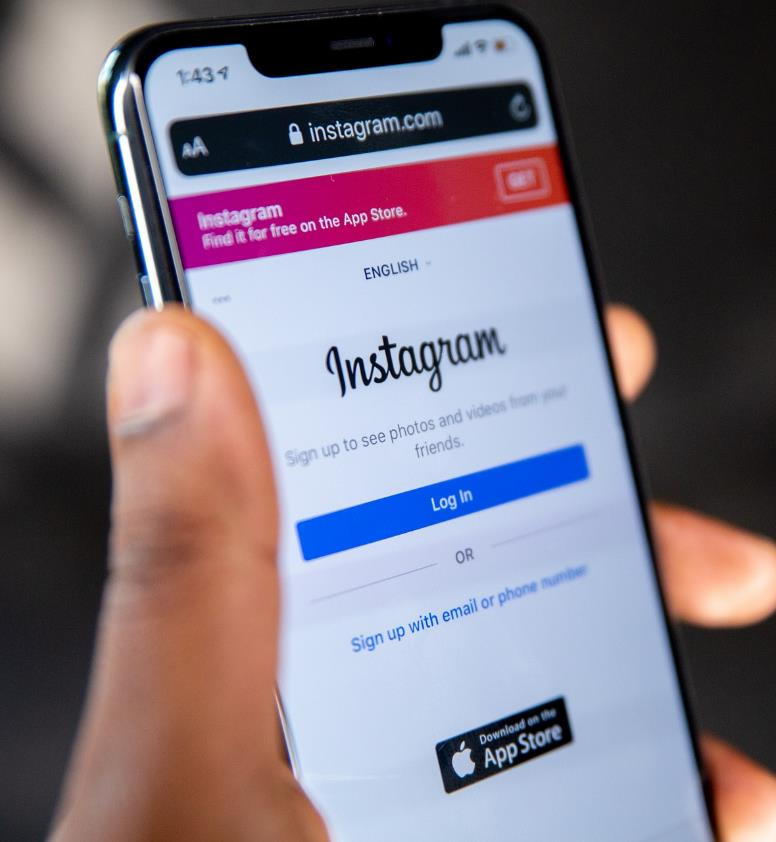 1:43
AA instagram.com
Instagram GET
Find it for free on the App Store.
ENGLISH
Instagram
Sign up to see photos and videos from your
friends.
Log In
OR
Sign up with email or phone number
Download on the
App Store